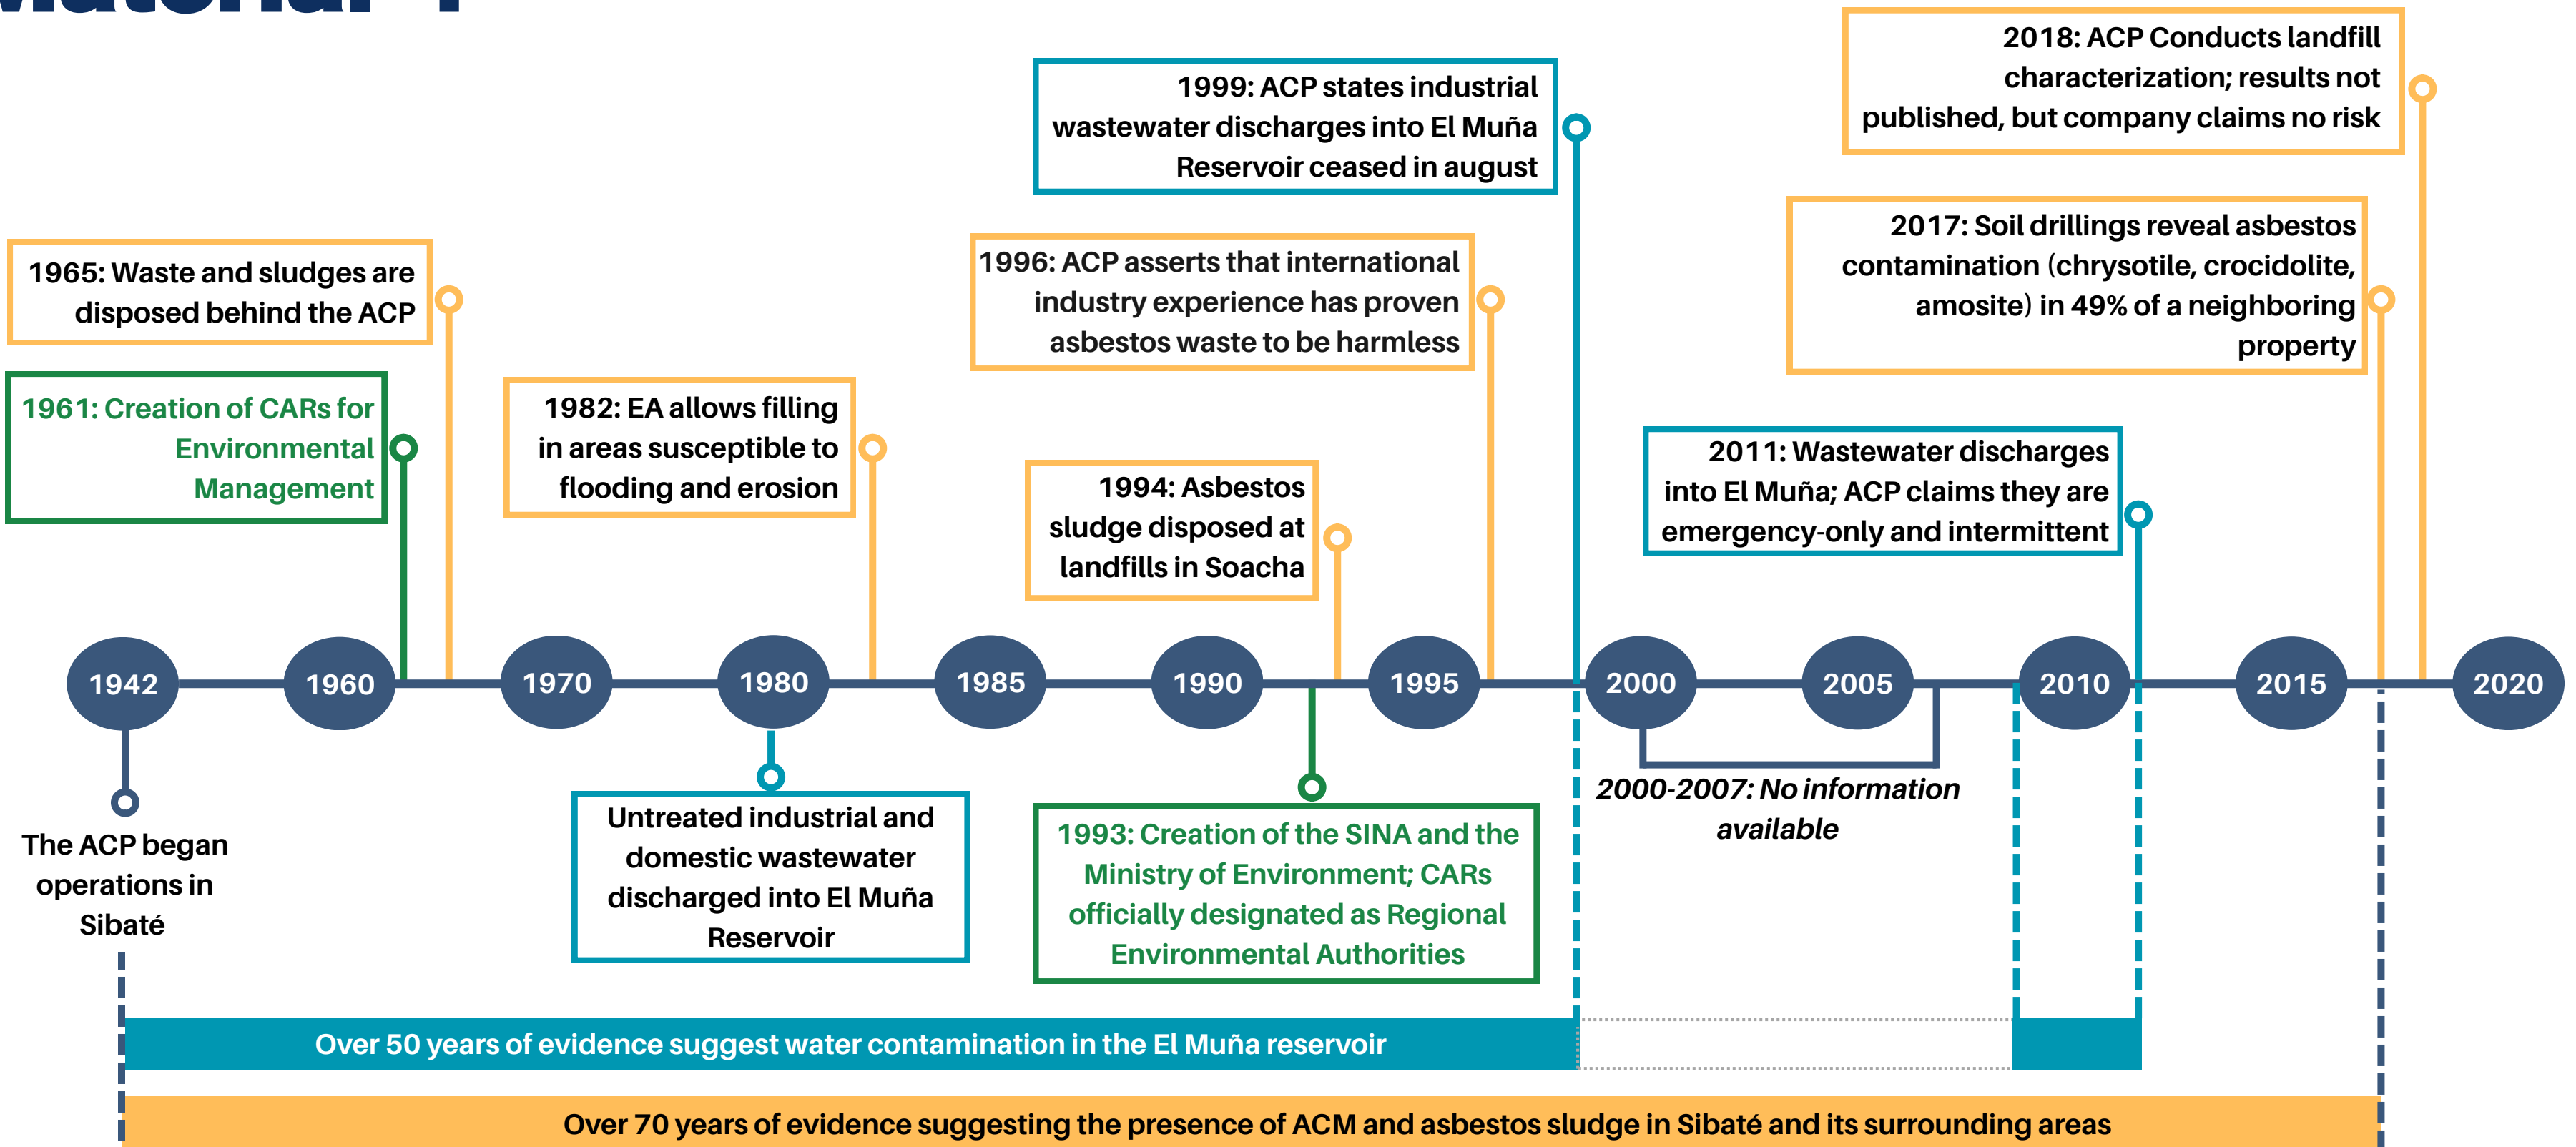 2018: ACP Conducts landfill
characterization; results not
published, but company claims no risk
1999: ACP states industrial
wastewater discharges into El Muña
Reservoir ceased in august
2017: Soil drillings reveal asbestos
contamination (chrysotile, crocidolite,
amosite) in 49% of a neighboring
property
1996: ACP asserts that international
industry experience has proven
asbestos waste to be harmless
1965: Waste and sludges are
disposed behind the ACP
1961: Creation of CARs for
Environmental
Management
1982: EA allows filling
in areas susceptible to
flooding and erosion
1994: Asbestos
sludge disposed at
landfills in Soacha
2011: Wastewater discharges
into El Muña; ACP claims they are
emergency-only and intermittent
1942
1960
1970
1980
1985
1990
1995
2000
2005
2010
2015
2020
The ACP began
operations in
Sibaté
Untreated industrial and
domestic wastewater
discharged into El Muña
Reservoir
1993: Creation of the SINA and the
Ministry of Environment; CARs
officially designated as Regional
Environmental Authorities
2000-2007: No information
available
Over 50 years of evidence suggest water contamination in the El Muña reservoir
Over 70 years of evidence suggesting the presence of ACM and asbestos sludge in Sibaté and its surrounding areas